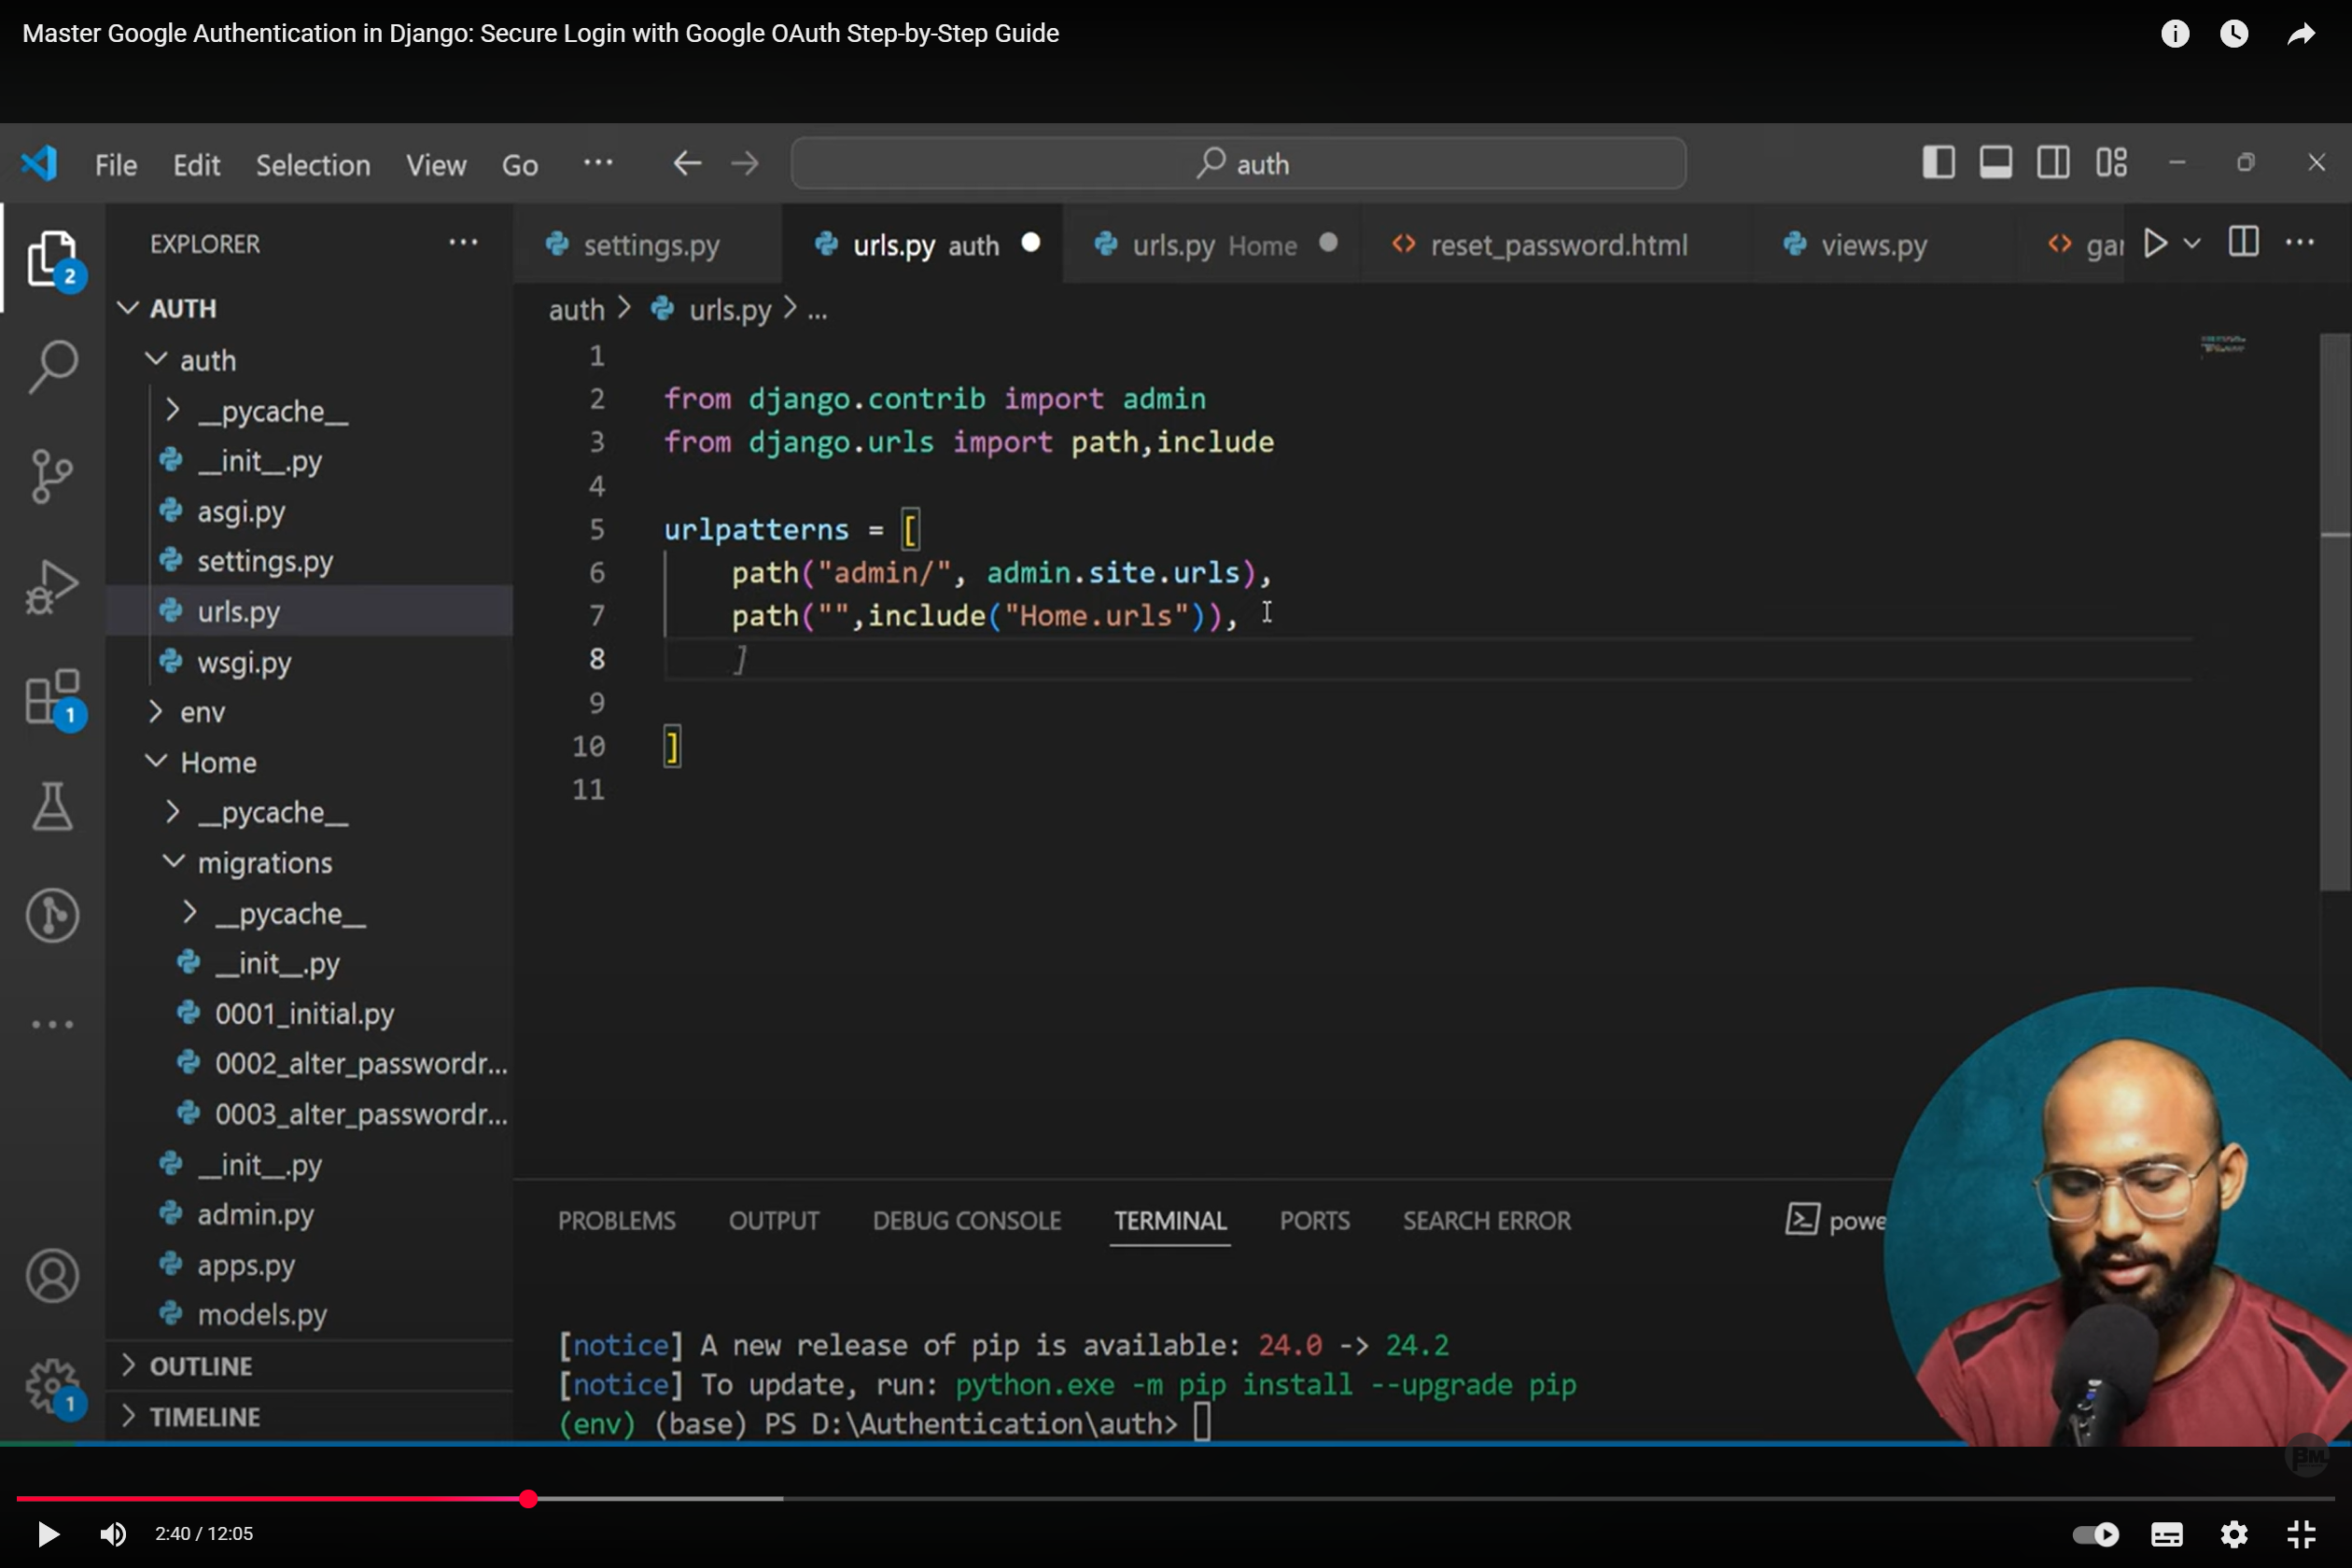 Master Google Authentication in Django: Secure Login with Google OAuth Step-by-Step Guide
File Edit Selection View Go ... auth
EXPLORER ...
settings.py urls.py auth urls.py Home reset_password.html views.py gar ...
2
AUTH
auth
__pycache__
__init__.py
asgi.py
settings.py
urls.py
wsgi.py
env
Home
__pycache__
migrations
__pycache__
__init__.py
0001_initial.py
0002_alter_passwordr...
0003_alter_passwordr...
__init__.py
admin.py
apps.py
models.py
OUTLINE
TIMELINE
1
1
auth > urls.py > ...
1
2 from django.contrib import admin
3 from django.urls import path,include
4
5 urlpatterns = [
6 path("admin/", admin.site.urls),
7 path("",include("Home.urls")),
8 ]
9
10 ]
11
PROBLEMS OUTPUT DEBUG CONSOLE TERMINAL PORTS SEARCH ERROR powe
[notice] A new release of pip is available: 24.0 -> 24.2
[notice] To update, run: python.exe -m pip install --upgrade pip
(env) (base) PS D:\Authentication\auth>
BM
2:40 / 12:05